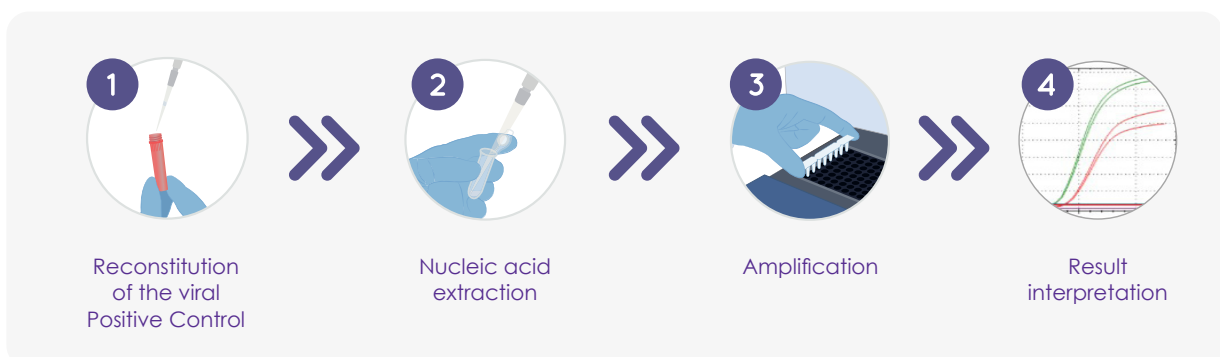 1
2
3
4
Reconstitution
of the viral
Positive Control
Nucleic acid
extraction
Amplification
Result
interpretation